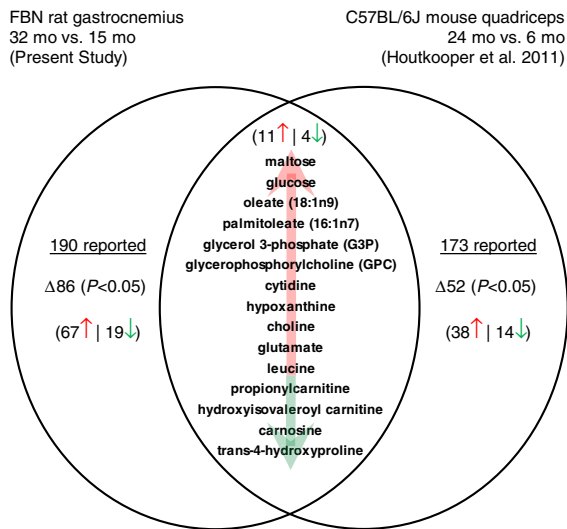 FBN rat gastrocnemius
32 mo vs. 15 mo
(Present Study)
C57BL/6J mouse quadriceps
24 mo vs. 6 mo
(Houtkooper et al. 2011)
(11↑ | 4↓)
maltose
glucose
oleate (18:1n9)
palmitoleate (16:1n7)
glycerol 3-phosphate (G3P)
glycerophosphorylcholine (GPC)
cytidine
hypoxanthine
choline
glutamate
leucine
propionylcarnitine
hydroxyisovaleroyl carnitine
carnosine
trans-4-hydroxyproline
190 reported
Δ86 (P<0.05)
(67↑ | 19↓)
173 reported
Δ52 (P<0.05)
(38↑ | 14↓)